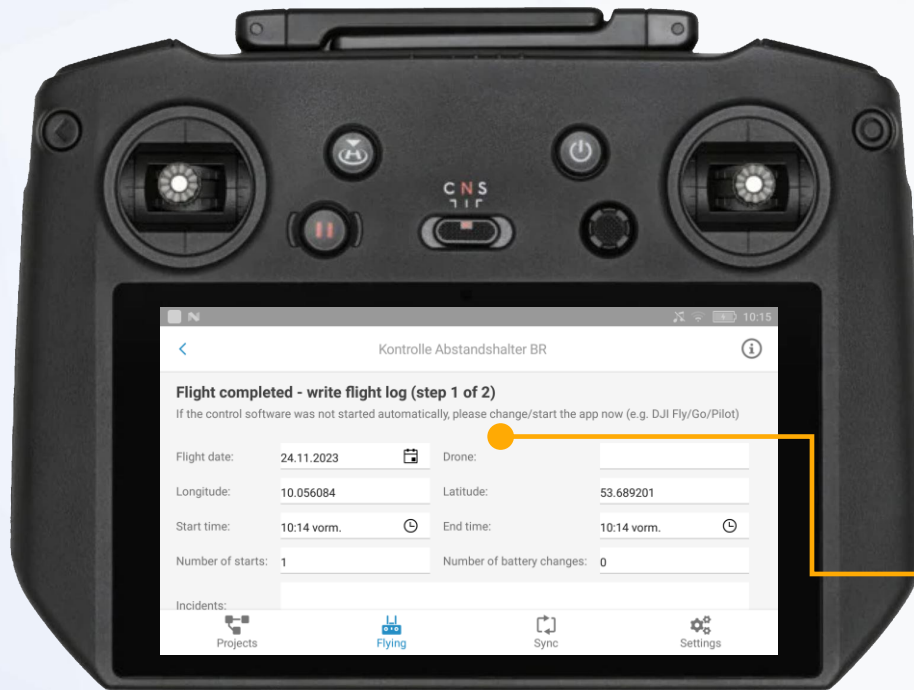 C N S
10:15
Kontrolle Abstandshalter BR
Flight completed - write flight log (step 1 of 2)
If the control software was not started automatically, please change/start the app now (e.g. DJI Fly/Go/Pilot)
Flight date: 24.11.2023 Drone:
Longitude: 10.056084 Latitude: 53.689201
Start time: 10:14 vorm. End time: 10:14 vorm.
Number of starts: 1 Number of battery changes: 0
Incidents:
Projects Flying Sync Settings